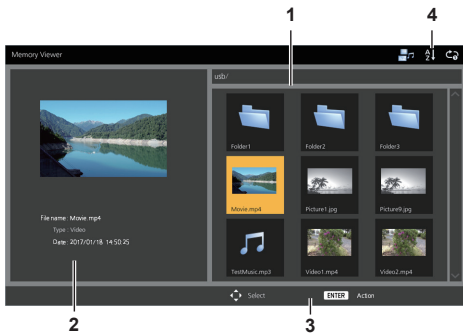 1
4
Memory Viewer
usb/
Folder1
Folder2
Folder3
Movie.mp4
Picture1.jpg
Picture9.jpg
TestMusic.mp3
Video1.mp4
Video2.mp4
File name : Movie.mp4
Type : Video
Date : 2017/01/18 14:50:25
Select
ENTER Action
2
3